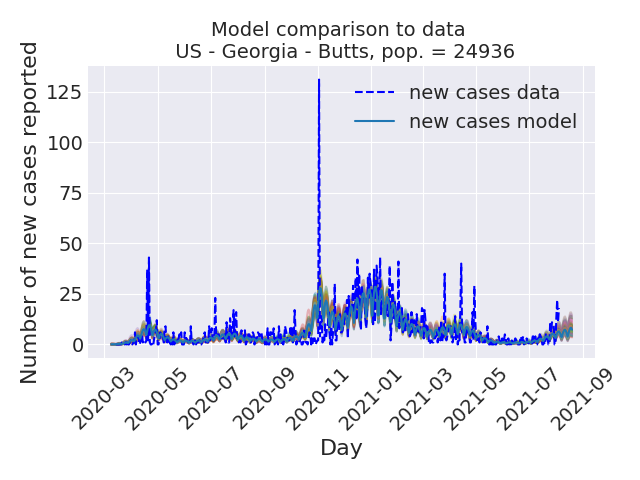 Model comparison to data
US - Georgia - Butts, pop. = 24936
Number of new cases reported
125
100
75
50
25
0
new cases data
new cases model
2020-03
2020-05
2020-07
2020-09
2020-11
2021-01
2021-03
2021-05
2021-07
2021-09
Day